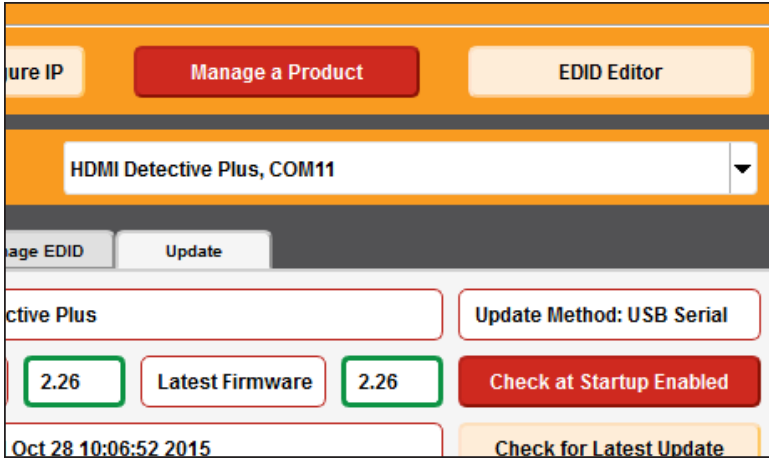 ure IP Manage a Product EDID Editor
HDMI Detective Plus, COM11
age EDID Update
ctive Plus Update Method: USB Serial
2.26 Latest Firmware 2.26 Check at Startup Enabled
Oct 28 10:06:52 2015 Check for Latest Update